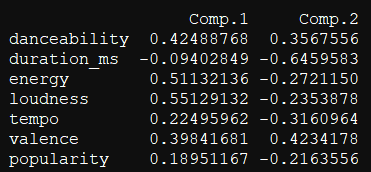 Comp.1 Comp.2
danceability 0.42488768 0.3567556
duration_ms -0.09402849 -0.6459583
energy 0.51132136 -0.2721150
loudness 0.55129132 -0.2353878
tempo 0.22495962 -0.3160964
valence 0.39841681 0.4234178
popularity 0.18951167 -0.2163556